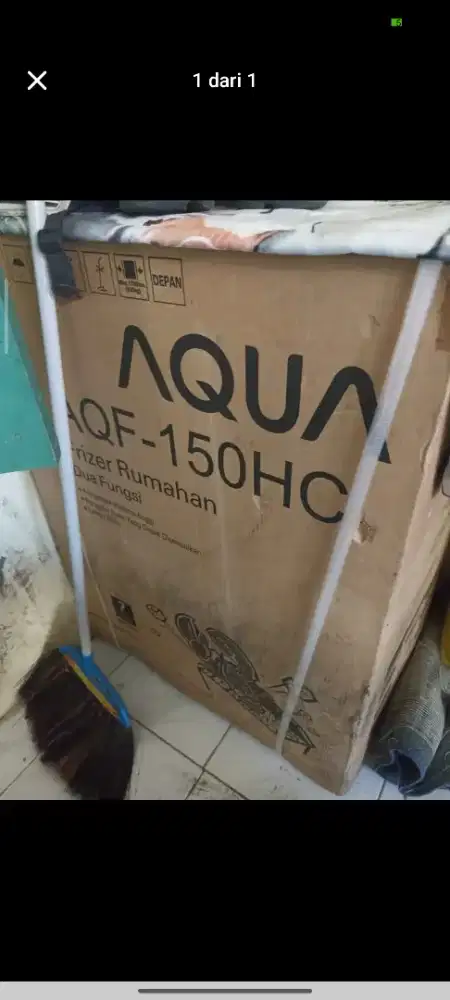 1 dari 1
DEPAN
AQUA
AQF-150HC
Frizer Rumahan
Dua Fungsi